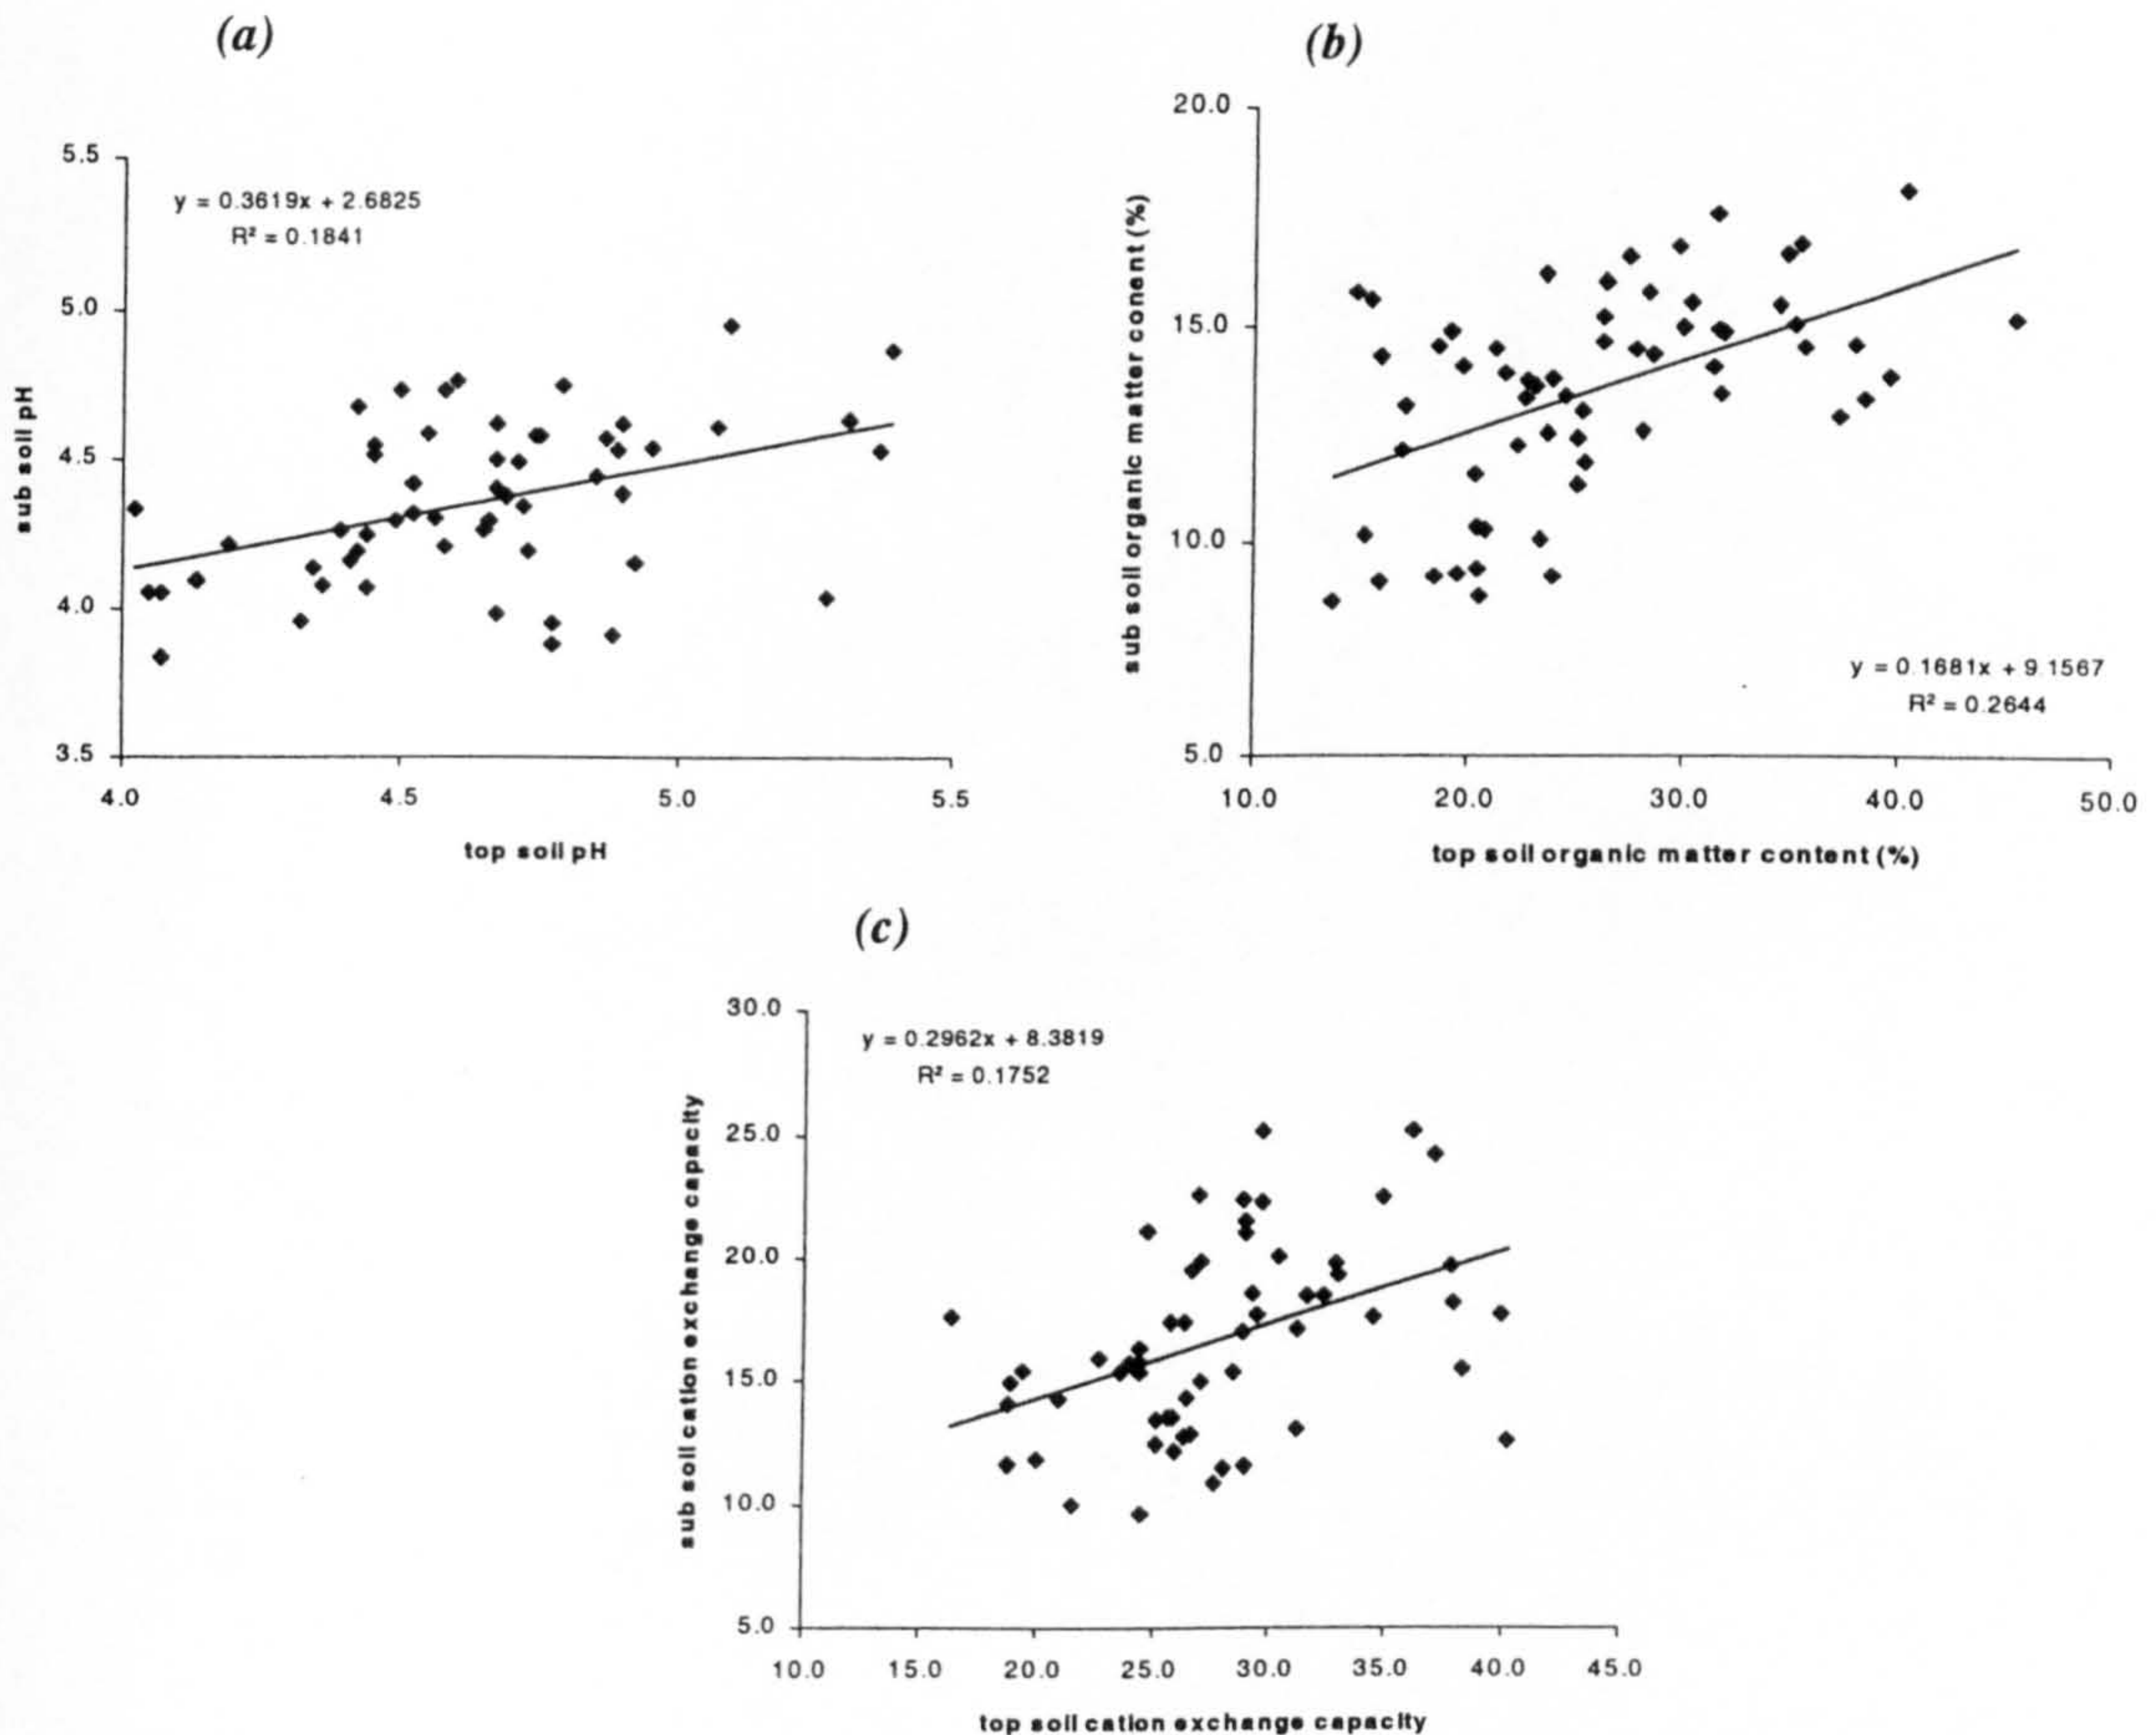 (a)
5.5
y = 0.3619x + 2.6825
R² = 0.1841
5.0
4.5
4.0
3.5
sub soil pH
4.0 4.5 5.0 5.5
top soil pH
(b)
20.0
15.0
10.0
5.0
sub soil organic matter conent (%)
y = 0.1681x + 9.1567
R² = 0.2644
10.0 20.0 30.0 40.0 50.0
top soil organic matter content (%)
(c)
30.0
y = 0.2962x + 8.3819
R² = 0.1752
25.0
20.0
15.0
10.0
5.0
sub soil cation exchange capacity
10.0 15.0 20.0 25.0 30.0 35.0 40.0 45.0
top soil cation exchange capacity